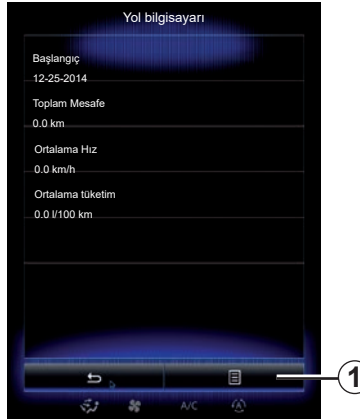 Yol bilgisayarı
Başlangıç
12-25-2014
Toplam Mesafe
0.0 km
Ortalama Hız
0.0 km/h
Ortalama tüketim
0.0 l/100 km
1
A/C
A